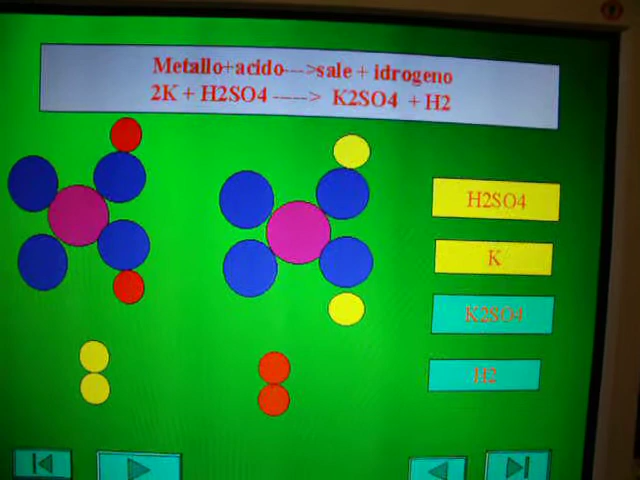 Metallo+acido--->sale + idrogeno
2K + H2SO4 -----> K2SO4 + H2
H2SO4
K
K2SO4
H2